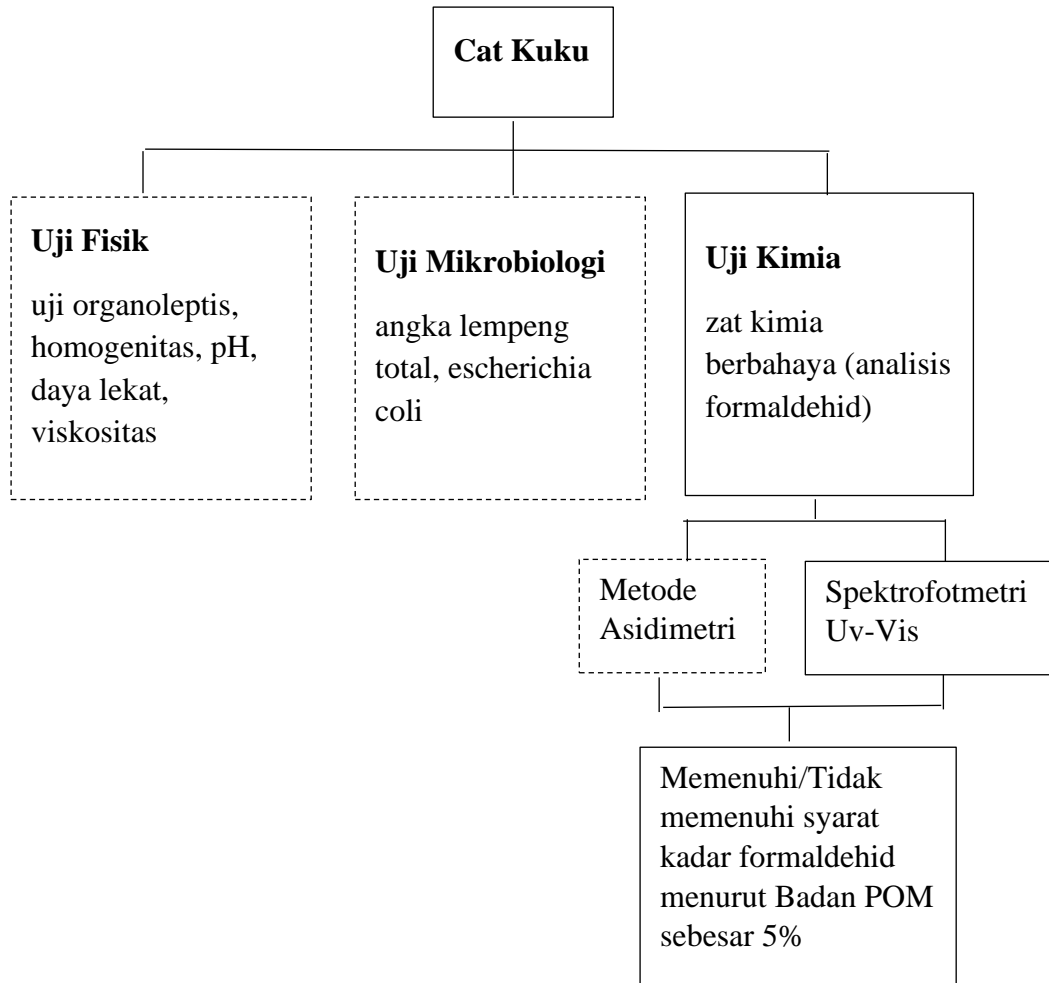 Cat Kuku
Uji Fisik
uji organoleptis,
homogenitas, pH,
daya lekat,
viskositas
Uji Mikrobiologi
angka lempeng
total, escherichia
coli
Uji Kimia
zat kimia
berbahaya (analisis
formaldehid)
Metode
Asidimetri
Spektrofotmetri
Uv-Vis
Memenuhi/Tidak
memenuhi syarat
kadar formaldehid
menurut Badan POM
sebesar 5%